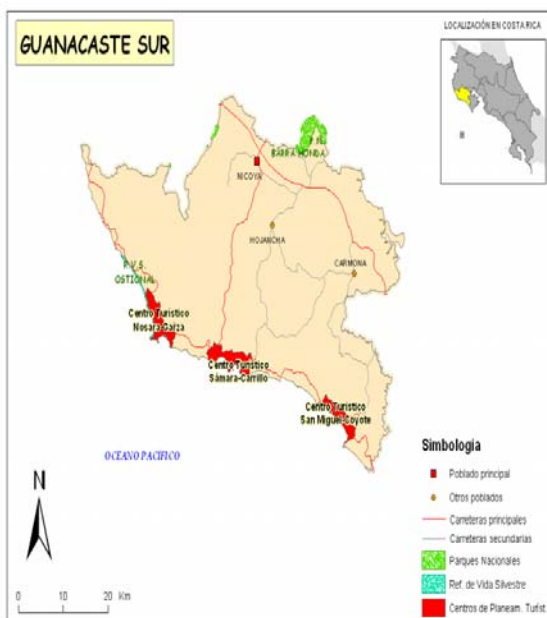 GUANACASTE SUR
LOCALIZACIÓN EN COSTA RICA
P.N.
BARRA HONDA
NICOYA
HOJANCHA
CARMONA
R.V.S.
OSTIONAL
Centro Turístico
Nosara-Garza
Centro Turístico
Sámara-Carrillo
Centro Turístico
San Miguel-Coyote
OCEANO PACIFICO
N
0 10 20 Km
Simbología
Poblado principal
Otros poblados
Carreteras principales
Carreteras secundarias
Parques Nacionales
Ref. de Vida Silvestre
Centros de Planeam. Turist.